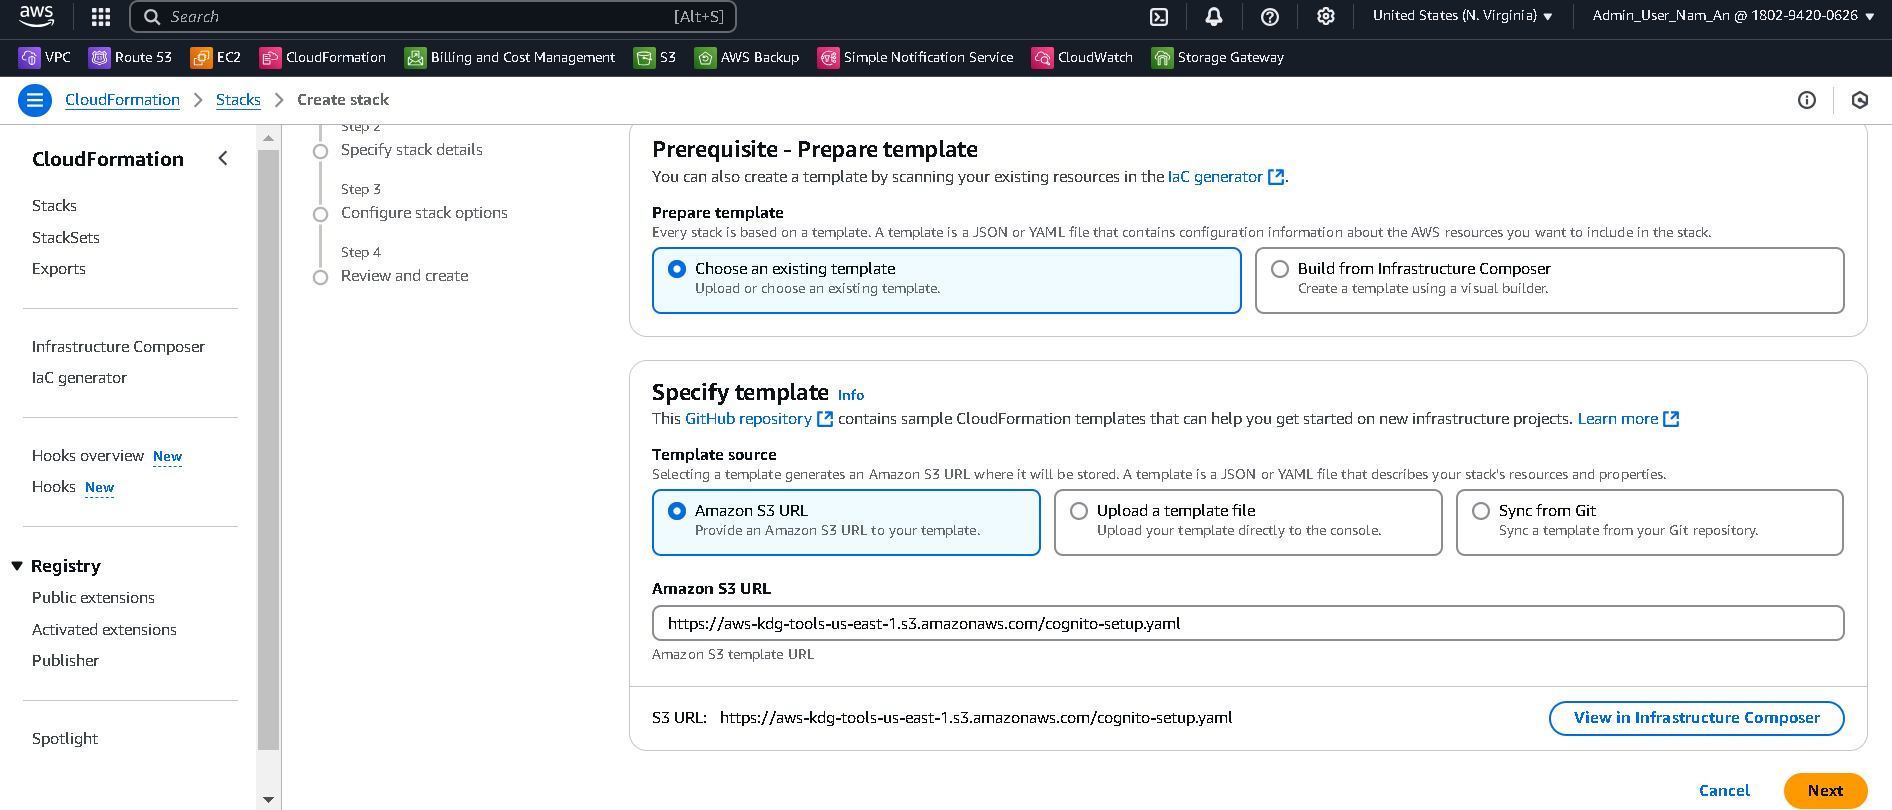 aws
Search [Alt+S]
United States (N. Virginia) ▼
Admin_User_Nam_An @ 1802-9420-0626 ▼
VPC Route 53 EC2 CloudFormation Billing and Cost Management S3 AWS Backup Simple Notification Service CloudWatch Storage Gateway
CloudFormation > Stacks > Create stack
CloudFormation
Stacks
StackSets
Exports
Infrastructure Composer
IaC generator
Hooks overview New
Hooks New
Registry
Public extensions
Activated extensions
Publisher
Spotlight
Step 2
Specify stack details
Step 3
Configure stack options
Step 4
Review and create
Prerequisite - Prepare template
You can also create a template by scanning your existing resources in the IaC generator.
Prepare template
Every stack is based on a template. A template is a JSON or YAML file that contains configuration information about the AWS resources you want to include in the stack.
Choose an existing template
Upload or choose an existing template.
Build from Infrastructure Composer
Create a template using a visual builder.
Specify template Info
This GitHub repository contains sample CloudFormation templates that can help you get started on new infrastructure projects. Learn more
Template source
Selecting a template generates an Amazon S3 URL where it will be stored. A template is a JSON or YAML file that describes your stack's resources and properties.
Amazon S3 URL
Provide an Amazon S3 URL to your template.
Upload a template file
Upload your template directly to the console.
Sync from Git
Sync a template from your Git repository.
Amazon S3 URL
https://aws-kdg-tools-us-east-1.s3.amazonaws.com/cognito-setup.yaml
Amazon S3 template URL
S3 URL: https://aws-kdg-tools-us-east-1.s3.amazonaws.com/cognito-setup.yaml
View in Infrastructure Composer
Cancel
Next